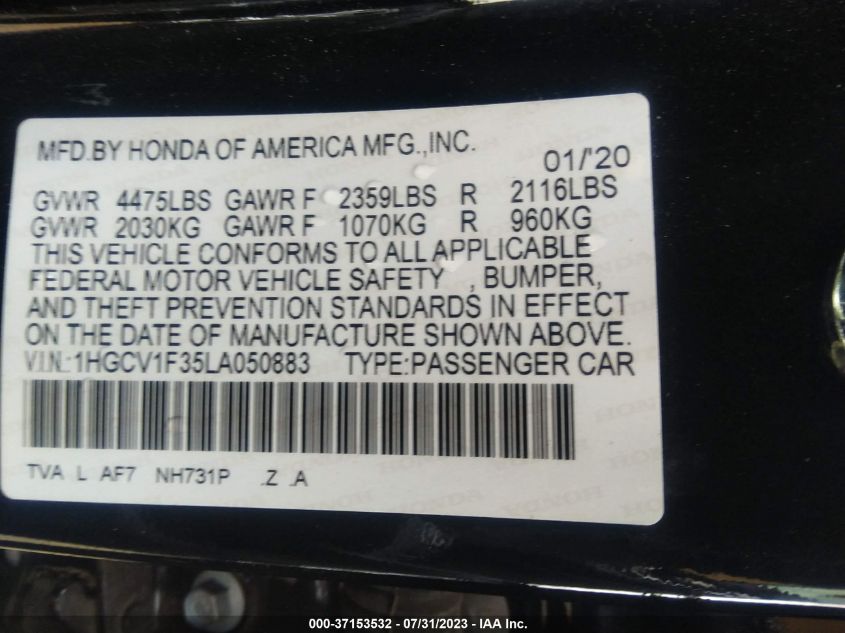 MFD.BY HONDA OF AMERICA MFG.,INC. 01/'20
GVWR 4475LBS GAWR F 2359LBS R 2116LBS
GVWR 2030KG GAWR F 1070KG R 960KG
THIS VEHICLE CONFORMS TO ALL APPLICABLE
FEDERAL MOTOR VEHICLE SAFETY , BUMPER,
AND THEFT PREVENTION STANDARDS IN EFFECT
ON THE DATE OF MANUFACTURE SHOWN ABOVE.
V.I.N.:1HGCV1F35LA050883 TYPE:PASSENGER CAR
TVA L AF7 NH731P .Z .A
000-37153532 / 07/31/2023 - IAA Inc.